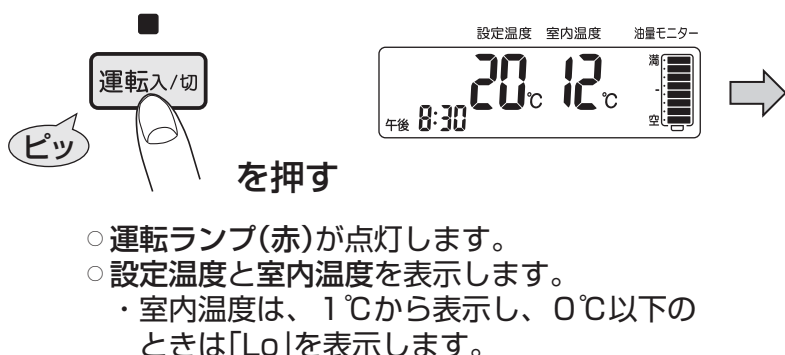 設定温度 室内温度 油量モニター
運転入/切
20℃ 12℃
満
午後 8:30
空
ピッ
を押す
○運転ランプ(赤)が点灯します。
○設定温度と室内温度を表示します。
・室内温度は、1℃から表示し、0℃以下の
ときは「Lo」を表示します。